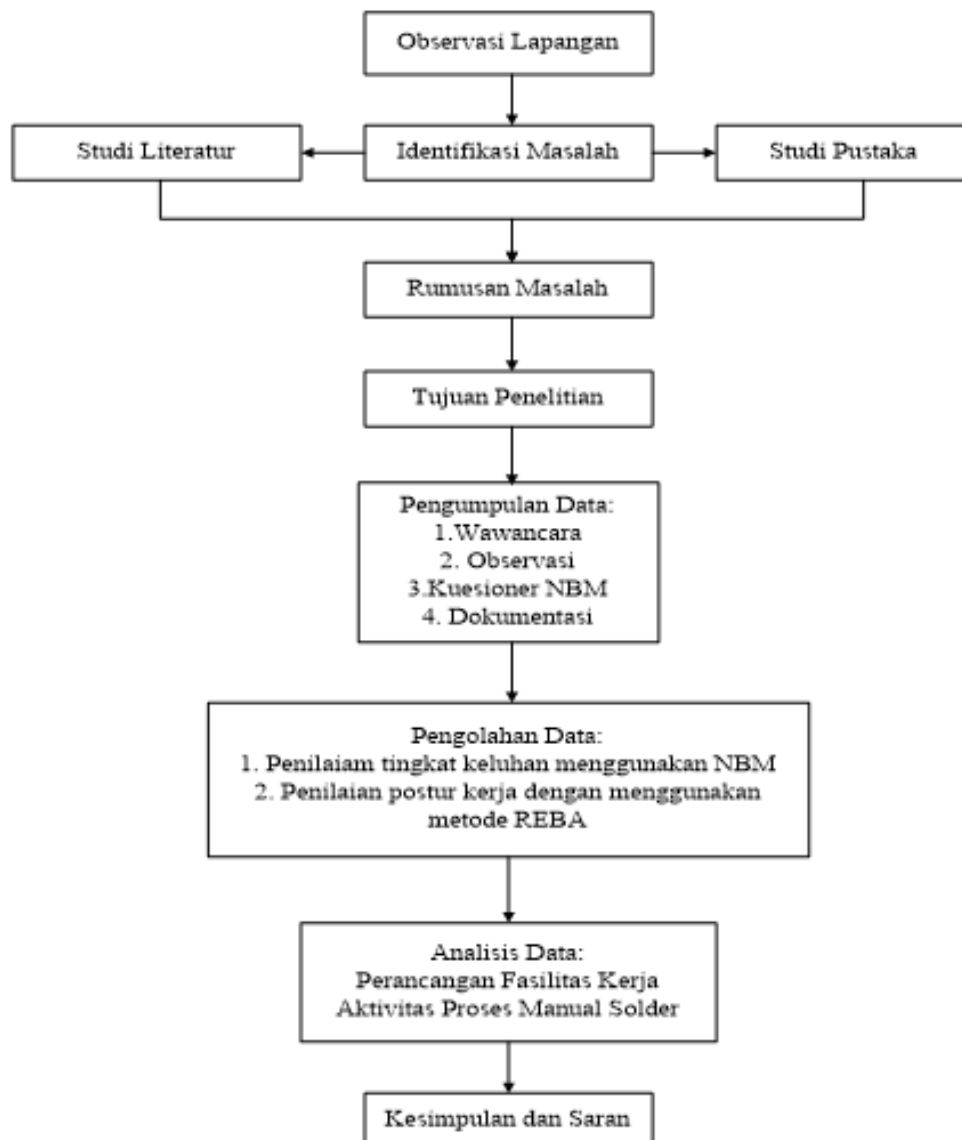 Observasi Lapangan
Studi Literatur
Identifikasi Masalah
Studi Pustaka
Rumusan Masalah
Tujuan Penelitian
Pengumpulan Data:
1.Wawancara
2. Observasi
3.Kuesioner NBM
4. Dokumentasi
Pengolahan Data:
1. Penilaiam tingkat keluhan menggunakan NBM
2. Penilaian postur kerja dengan menggunakan
metode REBA
Analisis Data:
Perancangan Fasilitas Kerja
Aktivitas Proses Manual Solder
Kesimpulan dan Saran